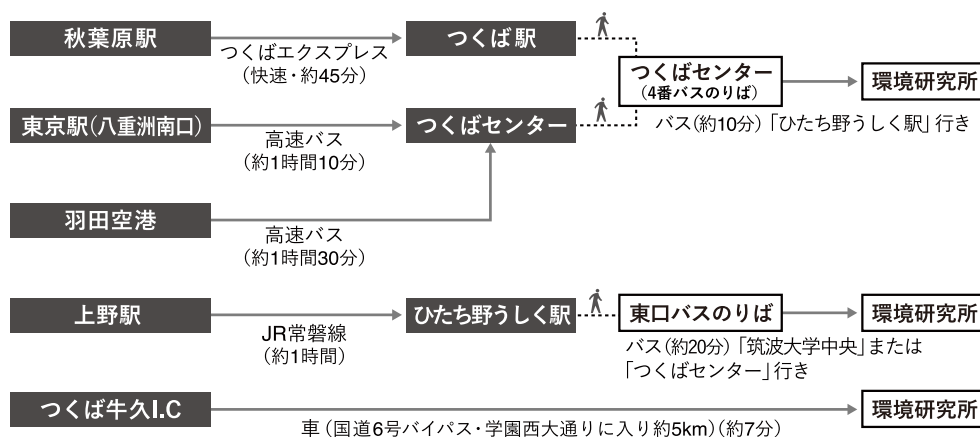 秋葉原駅
つくばエクスプレス
(快速・約45分)
つくば駅
つくばセンター
(4番バスのりば)
環境研究所
バス(約10分)「ひたち野うしく駅」行き
東京駅(八重洲南口)
高速バス
(約1時間10分)
つくばセンター
羽田空港
高速バス
(約1時間30分)
上野駅
JR常磐線
(約1時間)
ひたち野うしく駅
東口バスのりば
環境研究所
バス(約20分)「筑波大学中央」または
「つくばセンター」行き
つくば牛久I.C
車(国道6号バイパス・学園西大通りに入り約5km)(約7分)
環境研究所